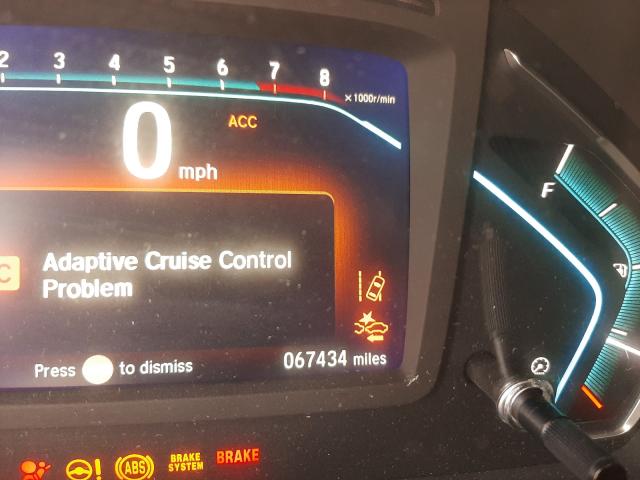 2 3 4 5 6 7 8
×1000r/min
ACC
0 mph
F
C
Adaptive Cruise Control
Problem
Press to dismiss
067434 miles
! ABS BRAKE SYSTEM BRAKE